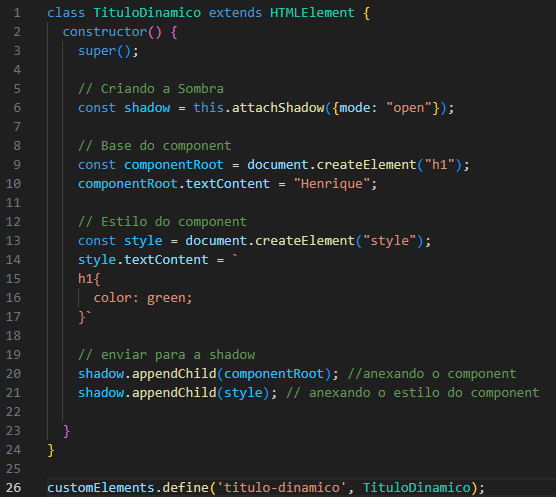 1 class TituloDinamico extends HTMLElement {
2 constructor() {
3 super();
4
5 // Criando a Sombra
6 const shadow = this.attachShadow({mode: "open"});
7
8 // Base do component
9 const componentRoot = document.createElement("h1");
10 componentRoot.textContent = "Henrique";
11
12 // Estilo do component
13 const style = document.createElement("style");
14 style.textContent = `
15 h1{
16 color: green;
17 }`
18
19 // enviar para a shadow
20 shadow.appendChild(componentRoot); //anexando o component
21 shadow.appendChild(style); // anexando o estilo do component
22
23 }
24 }
25
26 customElements.define('titulo-dinamico', TituloDinamico);